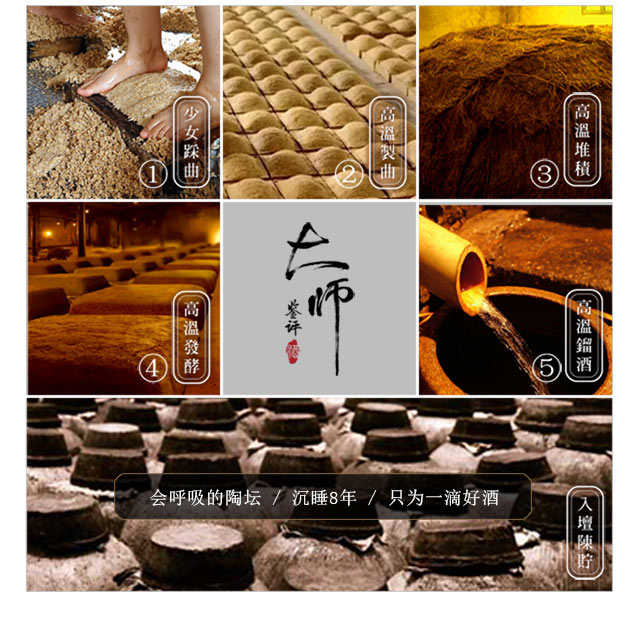 少女踩曲
①
高溫製曲
②
高溫堆積
③
高溫發酵
④
大师
鉴评
高溫鎦酒
⑤
会呼吸的陶坛 / 沉睡8年 / 只为一滴好酒
入壇陳貯